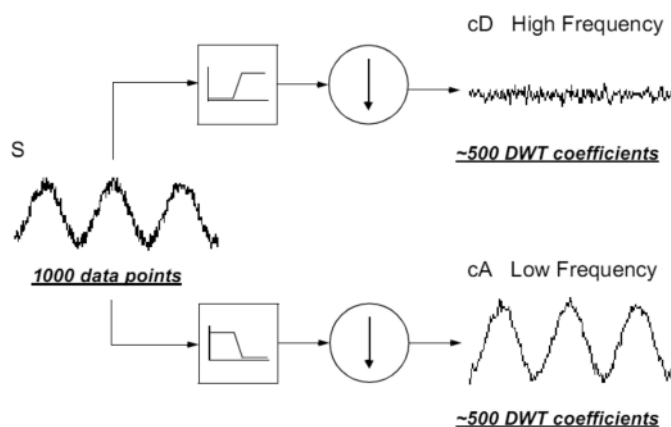 cD High Frequency
~500 DWT coefficients
S
1000 data points
cA Low Frequency
~500 DWT coefficients